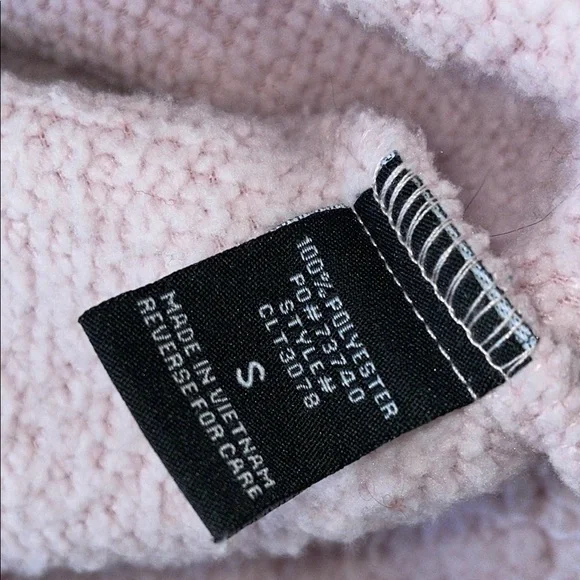 100% POLYESTER
PO# 73740
STYLE#
CLT3078
S
MADE IN VIETNAM
REVERSE FOR CARE